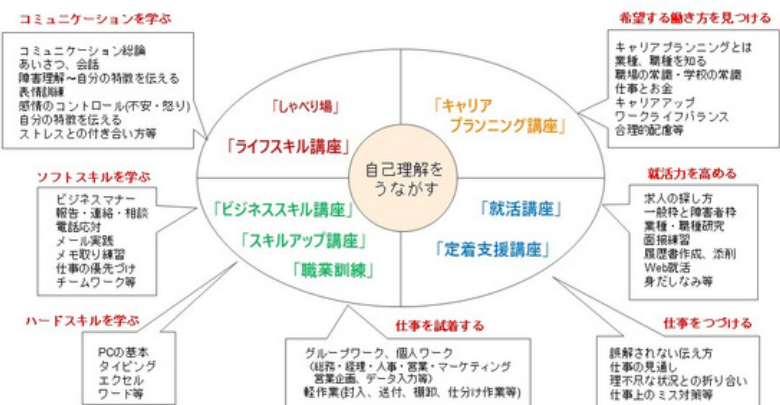 コミュニケーションを学ぶ
コミュニケーション総論
あいさつ、会話
障害理解～自分の特徴を伝える
表情訓練
感情のコントロール(不安・怒り)
自分の特徴を伝える
ストレスとの付き合い方等
希望する働き方を見つける
キャリアプランニングとは
業種、職種を知る
職場の常識・学校の常識
仕事とお金
キャリアアップ
ワークライフバランス
合理的配慮等
「しゃべり場」
「ライフスキル講座」
「キャリア
プランニング講座」
自己理解を
うながす
「ビジネススキル講座」
「スキルアップ講座」
「職業訓練」
「就活講座」
「定着支援講座」
ソフトスキルを学ぶ
ビジネスマナー
報告・連絡・相談
電話応対
メール実践
メモ取り練習
仕事の優先づけ
チームワーク等
就活力を高める
求人の探し方
一般枠と障害者枠
業種・職種研究
面接練習
履歴書作成、添削
Web就活
身だしなみ等
ハードスキルを学ぶ
PCの基本
タイピング
エクセル
ワード等
仕事を試着する
グループワーク、個人ワーク
(総務・経理・人事・営業・マーケティング
営業企画、データ入力等)
軽作業(封入、送付、棚卸、仕分け作業等)
仕事をつづける
誤解されない伝え方
仕事の見通し
理不尽な状況との折り合い
仕事上のミス対策等